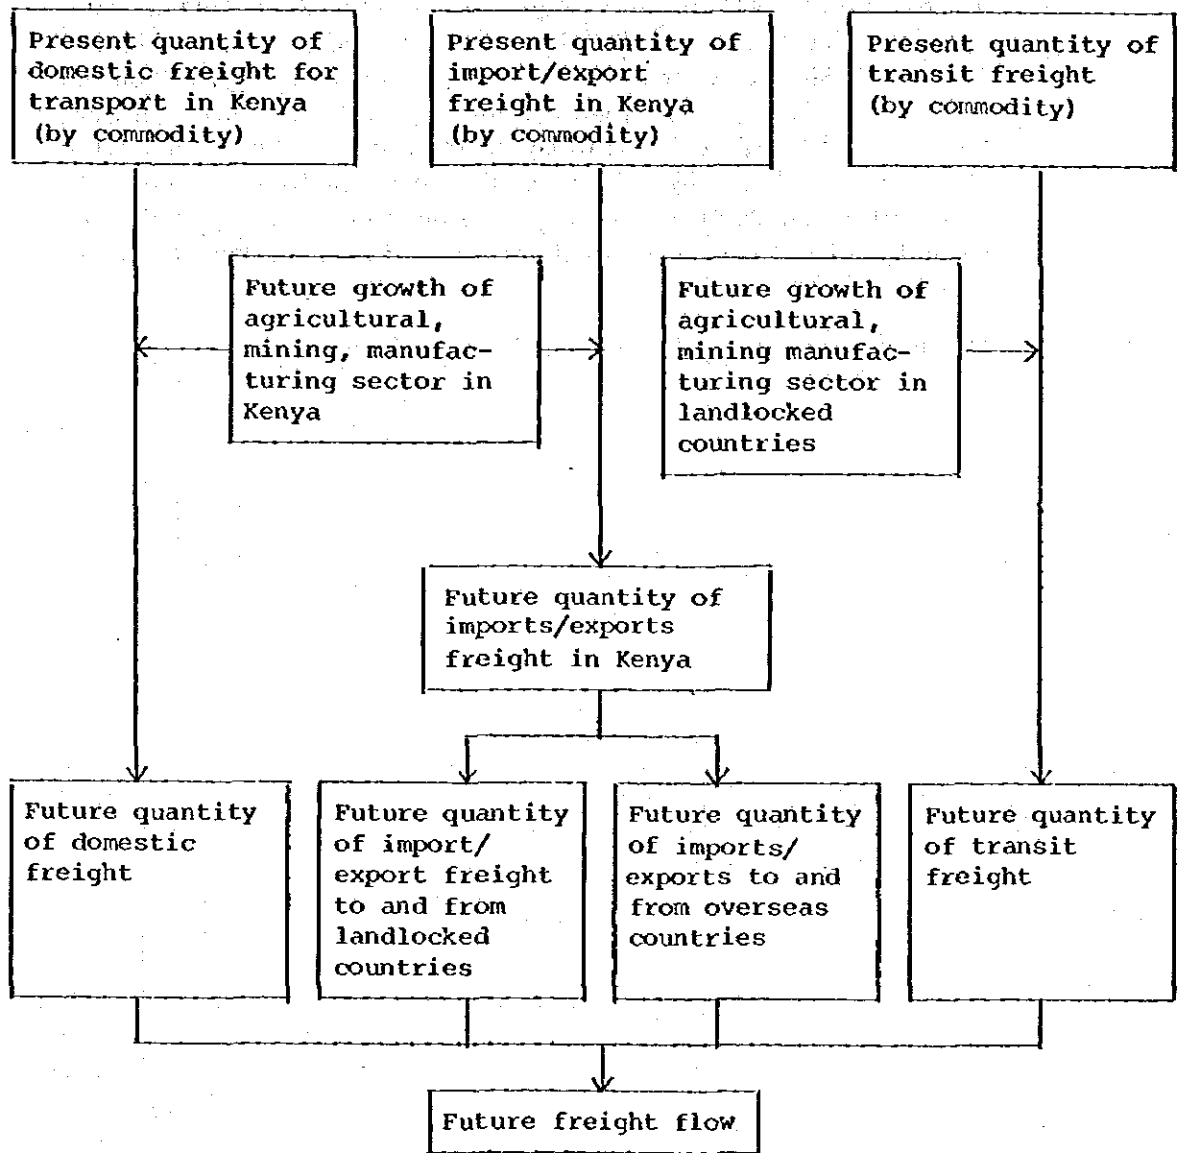 Present quantity of
domestic freight for
transport in Kenya
(by commodity)
Present quantity of
import/export
freight in Kenya
(by commodity)
Present quantity of
transit freight
(by commodity)
Future growth of
agricultural,
mining, manufac-
turing sector in
Kenya
Future growth of
agricultural,
mining manufac-
turing sector in
landlocked
countries
Future quantity of
imports/exports
freight in Kenya
Future quantity
of domestic
freight
Future quantity
of import/
export freight
to and from
landlocked
countries
Future quantity
of imports/
exports to and
from overseas
countries
Future quantity
of transit
freight
Future freight flow